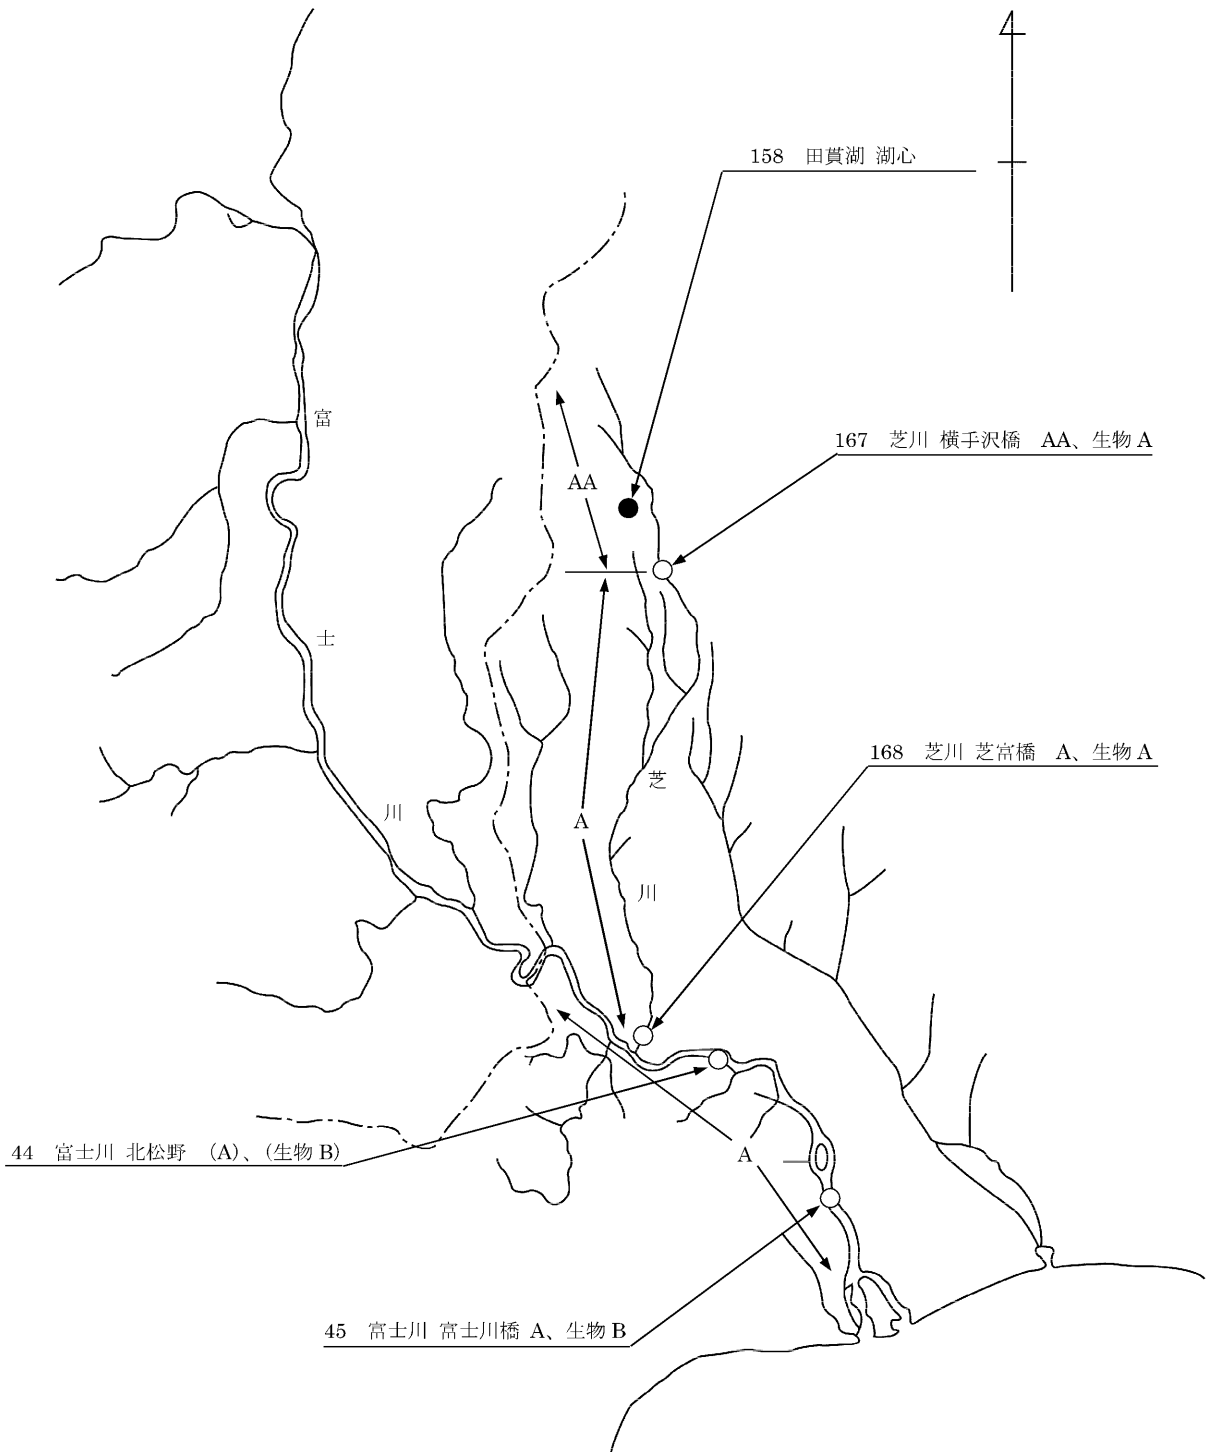 158　田貫湖 湖心
富
167　芝川 横手沢橋　AA、生物 A
AA
士
168　芝川 芝富橋　A、生物 A
芝
川
A
川
44　富士川 北松野　(A)、(生物 B)
A
45　富士川 富士川橋 A、生物 B